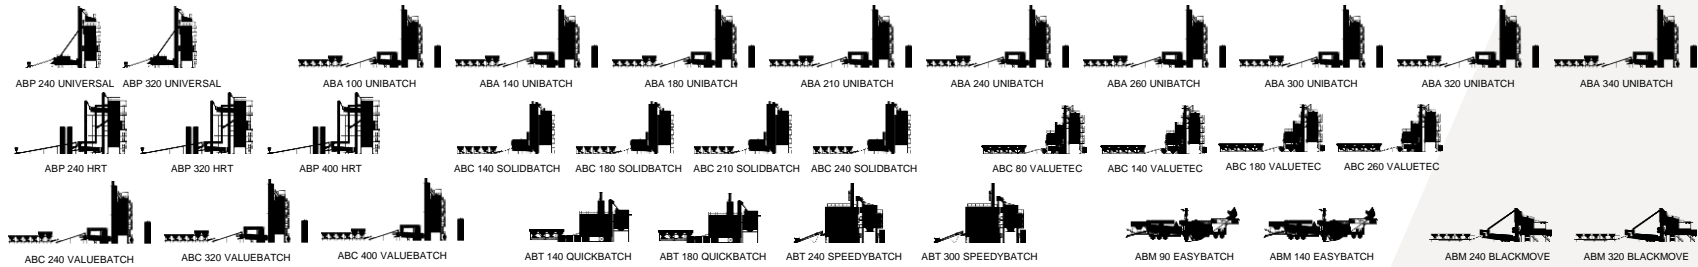 ABP 240 UNIVERSAL ABP 320 UNIVERSAL ABA 100 UNIBATCH ABA 140 UNIBATCH ABA 180 UNIBATCH ABA 210 UNIBATCH ABA 240 UNIBATCH ABA 260 UNIBATCH ABA 300 UNIBATCH ABA 320 UNIBATCH ABA 340 UNIBATCH
ABP 240 HRT ABP 320 HRT ABP 400 HRT ABC 140 SOLIDBATCH ABC 180 SOLIDBATCH ABC 210 SOLIDBATCH ABC 240 SOLIDBATCH ABC 80 VALUETEC ABC 140 VALUETEC ABC 180 VALUETEC ABC 260 VALUETEC
ABC 240 VALUEBATCH ABC 320 VALUEBATCH ABC 400 VALUEBATCH ABT 140 QUICKBATCH ABT 180 QUICKBATCH ABT 240 SPEEDYBATCH ABT 300 SPEEDYBATCH ABM 90 EASYBATCH ABM 140 EASYBATCH ABM 240 BLACKMOVE ABM 320 BLACKMOVE